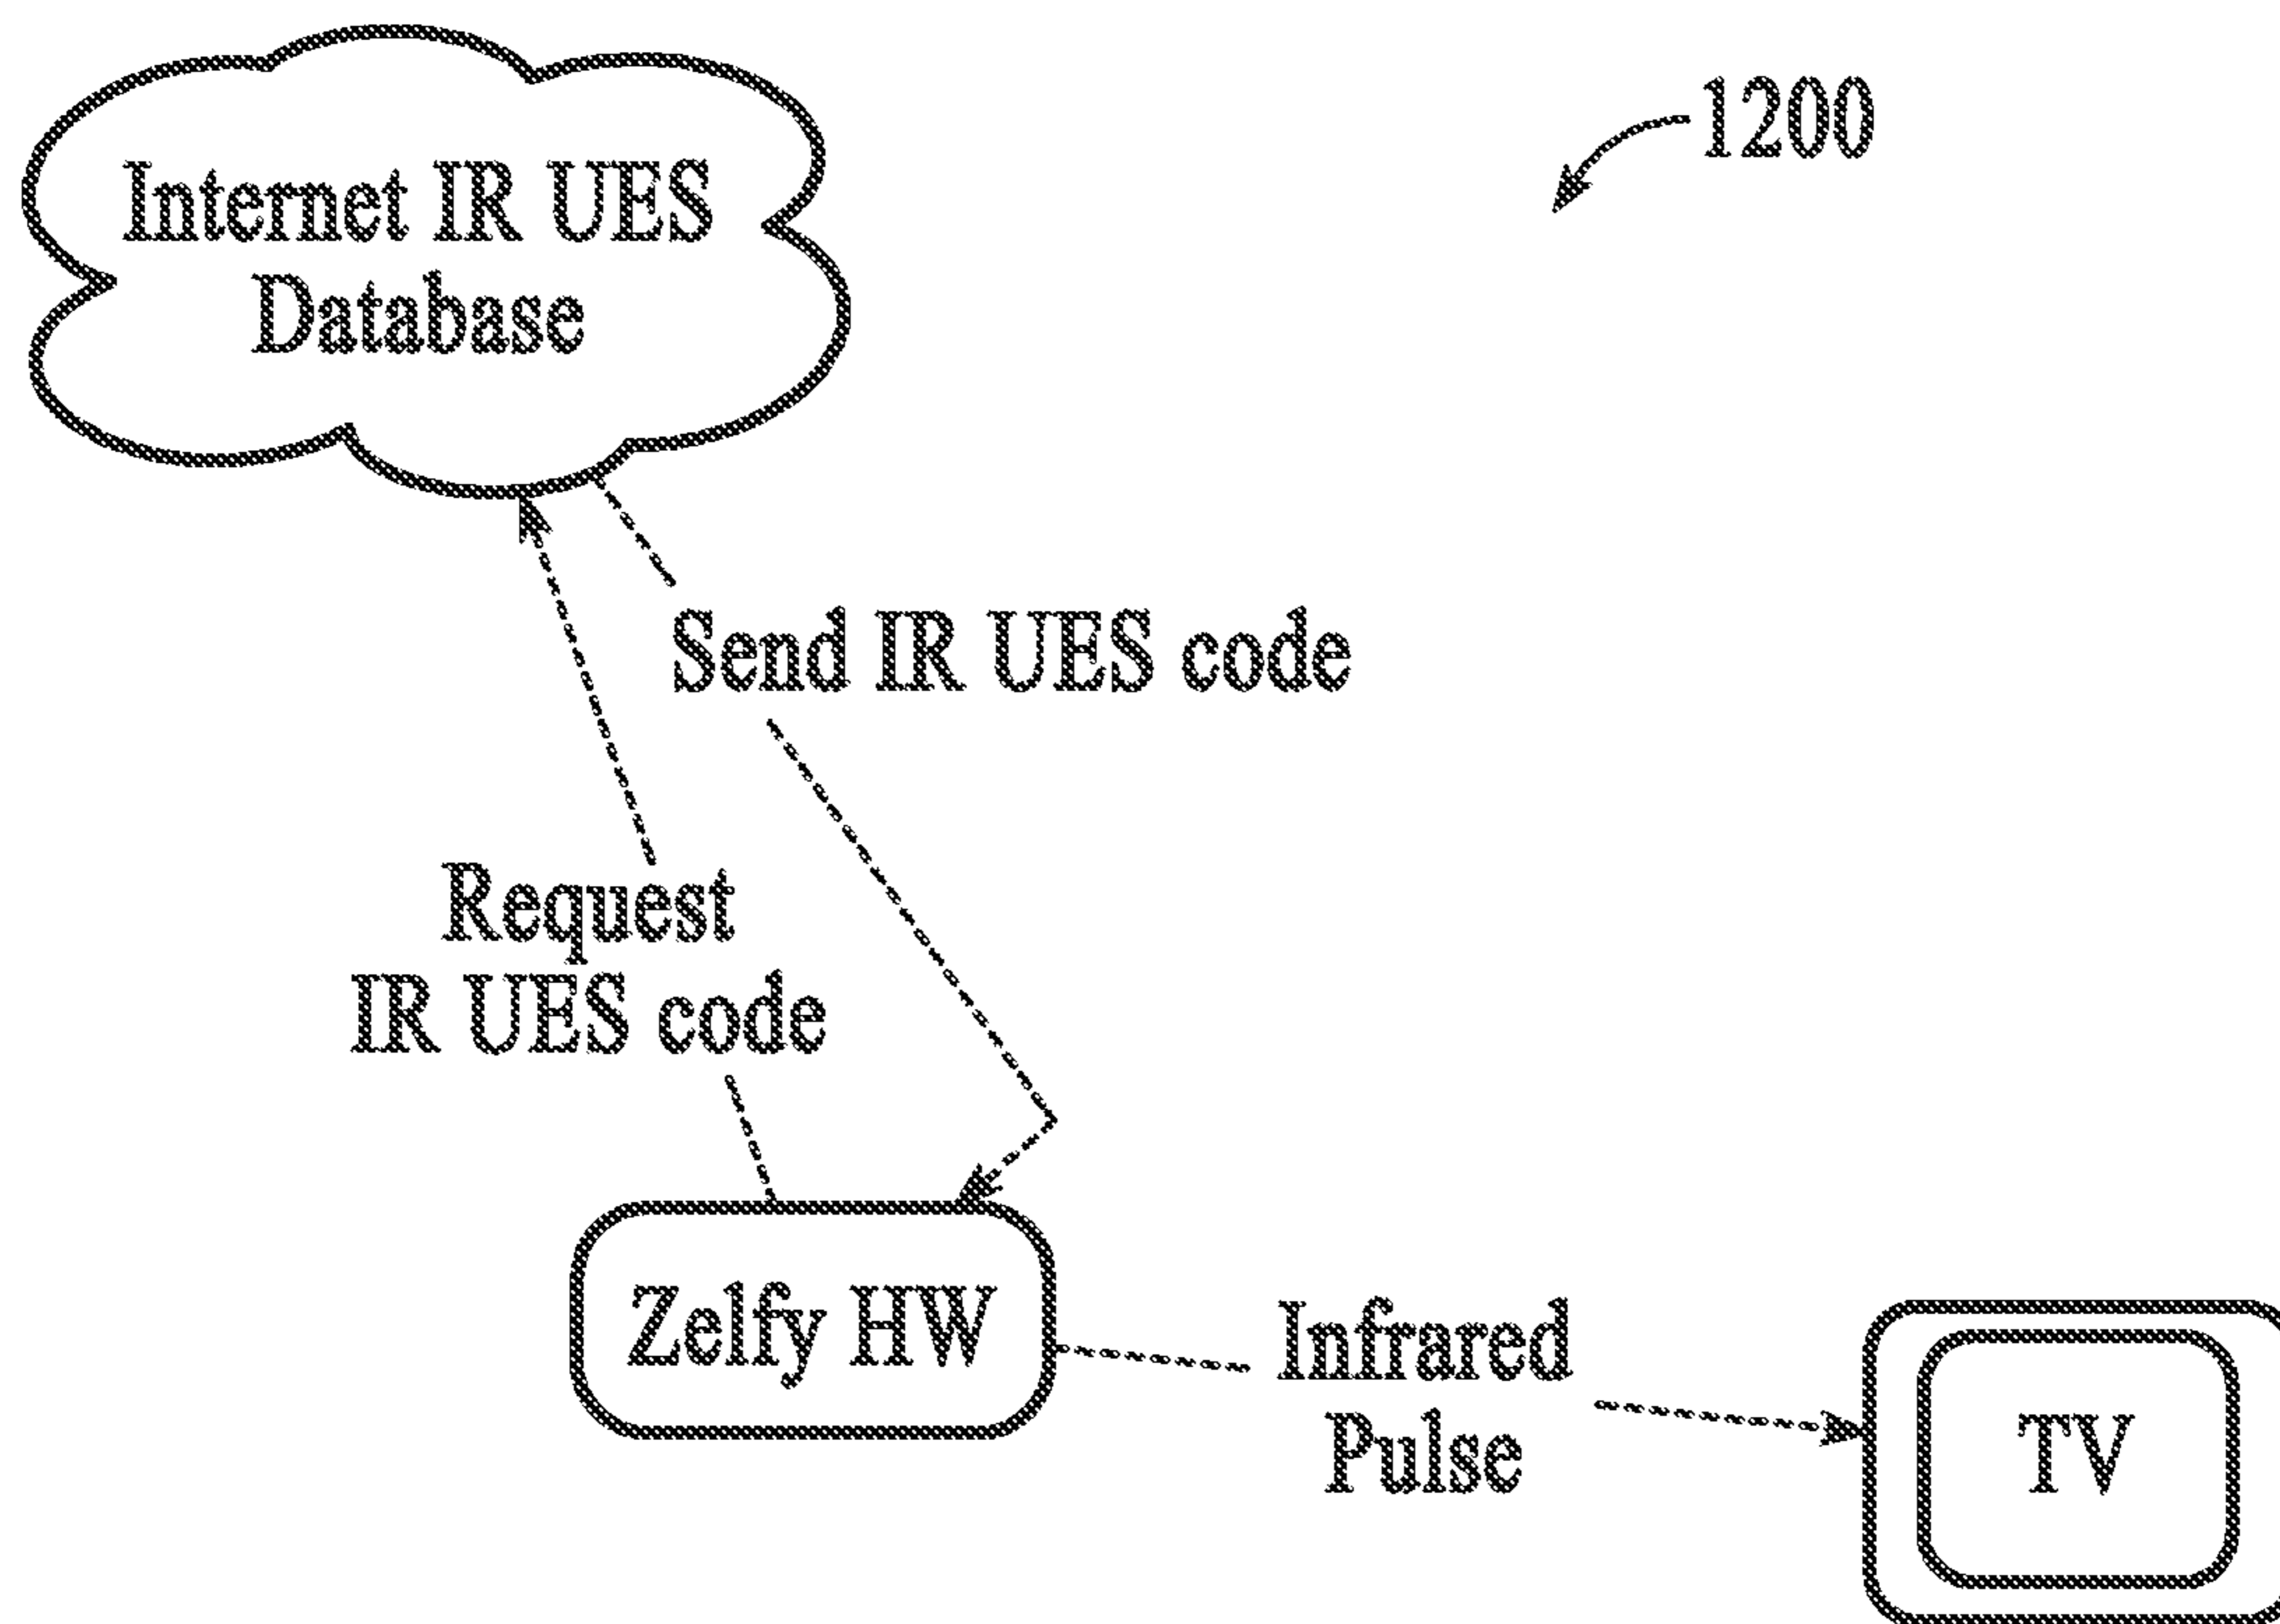 Internet IR UES
Database
1200
Send IR UES code
Request
IR UES code
Zelfy HW
Infrared
Pulse
TV